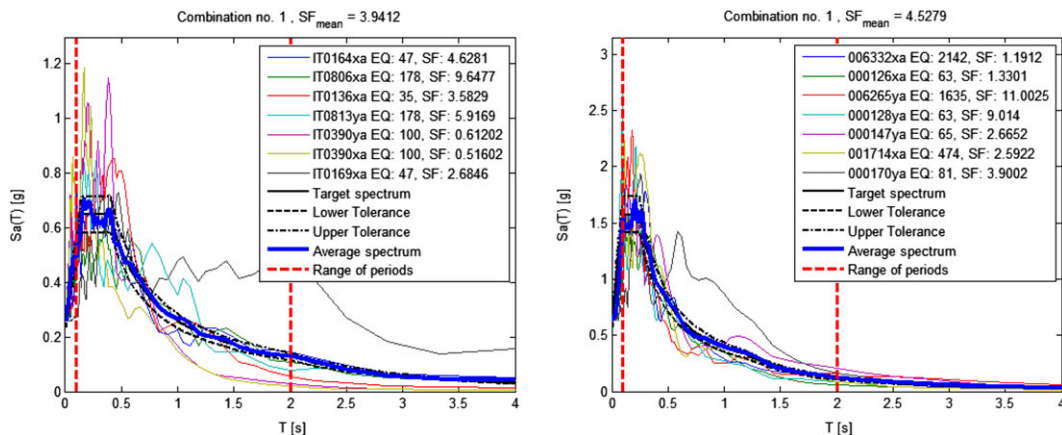 Combination no. 1 , SFmean = 3.9412
IT0164xa EQ: 47, SF: 4.6281
IT0806xa EQ: 178, SF: 9.6477
IT0136xa EQ: 35, SF: 3.5829
IT0813ya EQ: 178, SF: 5.9169
IT0390ya EQ: 100, SF: 0.61202
IT0390xa EQ: 100, SF: 0.51602
IT0169xa EQ: 47, SF: 2.6846
Target spectrum
Lower Tolerance
Upper Tolerance
Average spectrum
Range of periods
Sa(T) [g]
1.2
1
0.8
0.6
0.4
0.2
0
0 0.5 1 1.5 2 2.5 3 3.5 4
T [s]
Combination no. 1 , SFmean = 4.5279
006332xa EQ: 2142, SF: 1.1912
000126xa EQ: 63, SF: 1.3301
006265ya EQ: 1635, SF: 11.0025
000128ya EQ: 63, SF: 9.014
000147ya EQ: 65, SF: 2.6652
001714xa EQ: 474, SF: 2.5922
000170ya EQ: 81, SF: 3.9002
Target spectrum
Lower Tolerance
Upper Tolerance
Average spectrum
Range of periods
Sa(T) [g]
3
2.5
2
1.5
1
0.5
0
0 0.5 1 1.5 2 2.5 3 3.5 4
T [s]